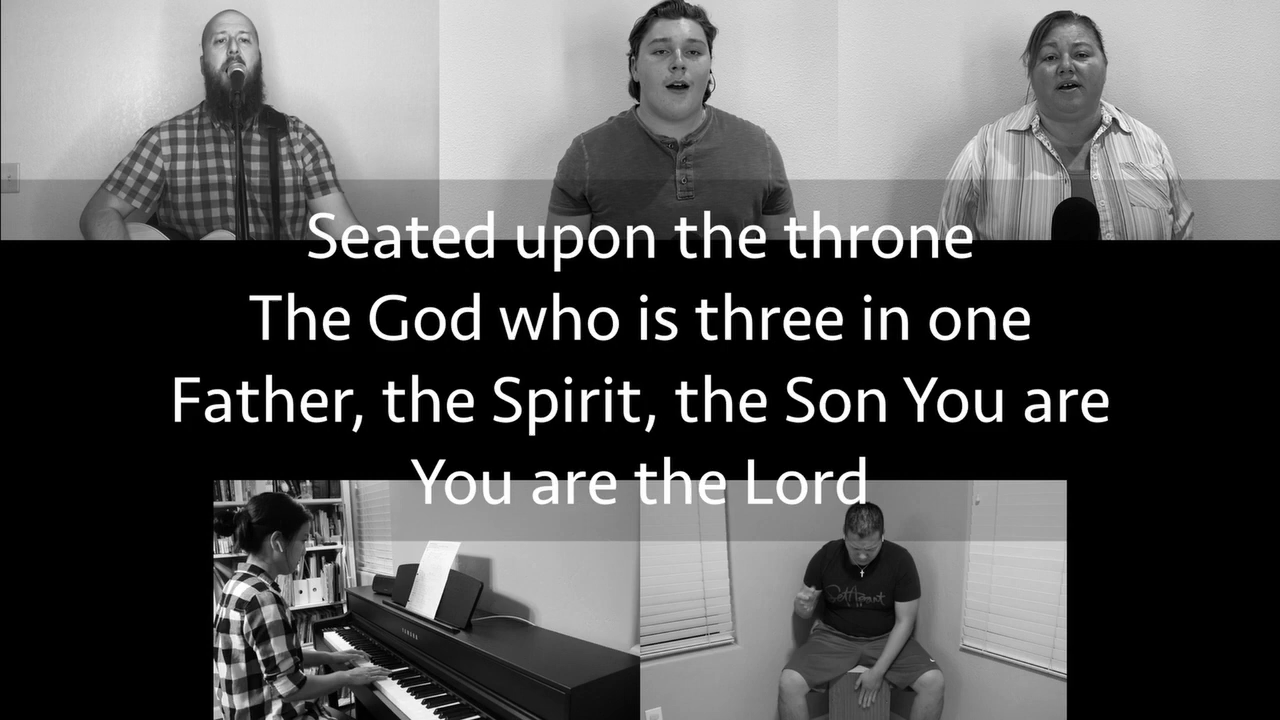 Seated upon the throne
The God who is three in one
Father, the Spirit, the Son You are
You are the Lord
YAMAHA